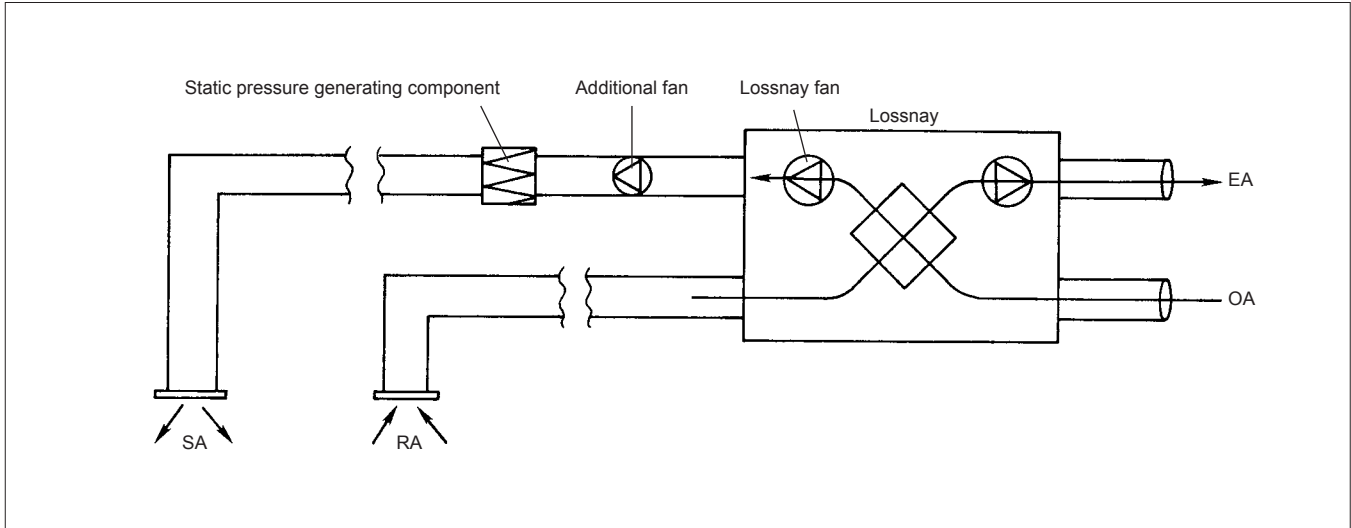 Static pressure generating component
Additional fan
Lossnay fan
Lossnay
EA
OA
SA
RA